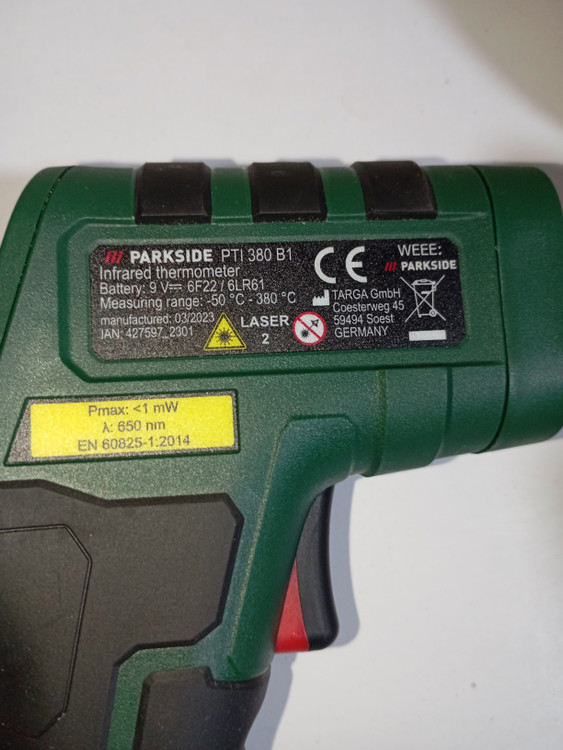 PARKSIDE PTI 380 B1
Infrared thermometer
Battery: 9 V⎓ 6F22 / 6LR61
Measuring range: -50 °C - 380 °C
manufactured: 03/2023
IAN: 427597_2301
LASER
2
CE
TARGA GmbH
Coesterweg 45
59494 Soest
GERMANY
WEEE:
PARKSIDE
Pmax: <1 mW
λ: 650 nm
EN 60825-1:2014